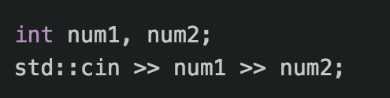 int num1, num2;
std::cin >> num1 >> num2;